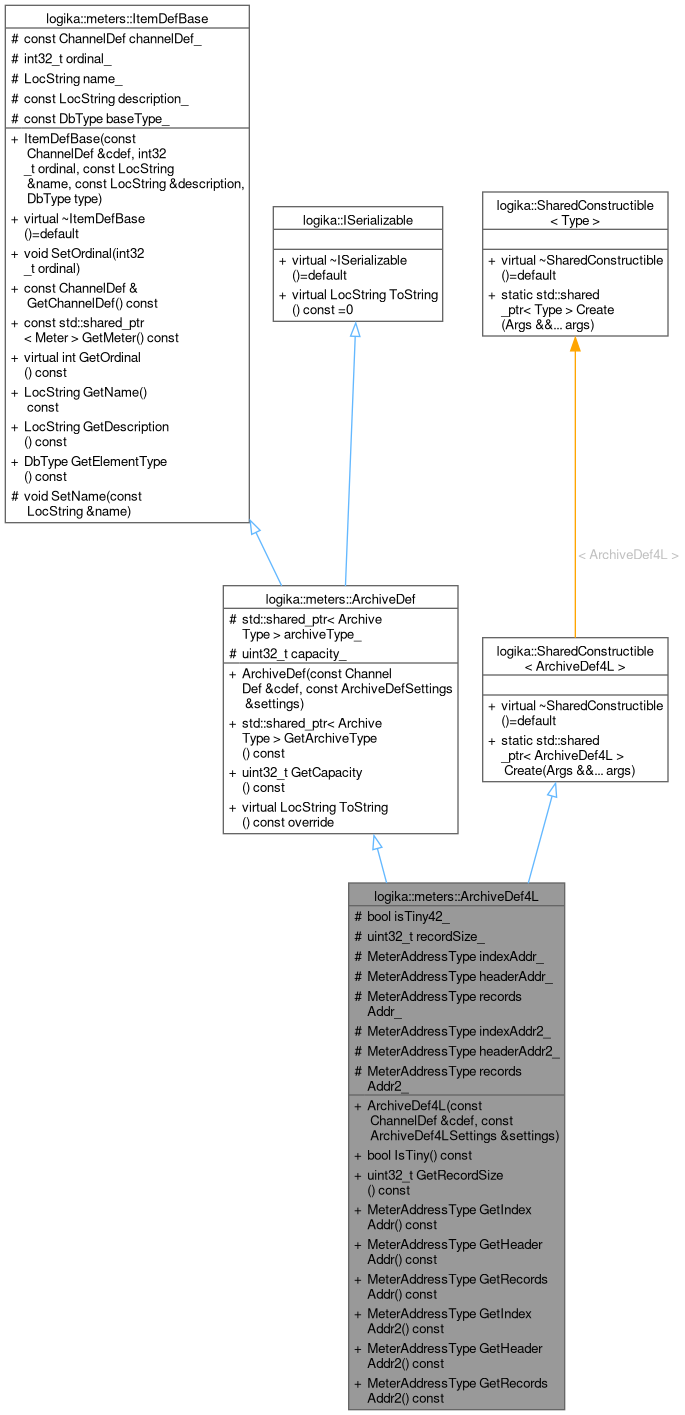 logika::meters::ItemDefBase
# const ChannelDef channelDef_
# int32_t ordinal_
# LocString name_
# const LocString description_
# const DbType baseType_
+ ItemDefBase(const
ChannelDef &cdef, int32
_t ordinal, const LocString
&name, const LocString &description,
DbType type)
+ virtual ~ItemDefBase
()=default
+ void SetOrdinal(int32
_t ordinal)
+ const ChannelDef &
GetChannelDef() const
+ const std::shared_ptr
< Meter > GetMeter() const
+ virtual int GetOrdinal
() const
+ LocString GetName()
const
+ LocString GetDescription
() const
+ DbType GetElementType
() const
# void SetName(const
LocString &name)
logika::ISerializable
+ virtual ~ISerializable
()=default
+ virtual LocString ToString
() const =0
logika::SharedConstructible
< Type >
+ virtual ~SharedConstructible
()=default
+ static std::shared
_ptr< Type > Create
(Args &&... args)
< ArchiveDef4L >
logika::meters::ArchiveDef
# std::shared_ptr< Archive
Type > archiveType_
# uint32_t capacity_
+ ArchiveDef(const Channel
Def &cdef, const ArchiveDefSettings
&settings)
+ std::shared_ptr< Archive
Type > GetArchiveType
() const
+ uint32_t GetCapacity
() const
+ virtual LocString ToString
() const override
logika::SharedConstructible
< ArchiveDef4L >
+ virtual ~SharedConstructible
()=default
+ static std::shared
_ptr< ArchiveDef4L >
Create(Args &&... args)
logika::meters::ArchiveDef4L
# bool isTiny42_
# uint32_t recordSize_
# MeterAddressType indexAddr_
# MeterAddressType headerAddr_
# MeterAddressType records
Addr_
# MeterAddressType indexAddr2_
# MeterAddressType headerAddr2_
# MeterAddressType records
Addr2_
+ ArchiveDef4L(const
ChannelDef &cdef, const
ArchiveDef4LSettings &settings)
+ bool IsTiny() const
+ uint32_t GetRecordSize
() const
+ MeterAddressType GetIndex
Addr() const
+ MeterAddressType GetHeader
Addr() const
+ MeterAddressType GetRecords
Addr() const
+ MeterAddressType GetIndex
Addr2() const
+ MeterAddressType GetHeader
Addr2() const
+ MeterAddressType GetRecords
Addr2() const